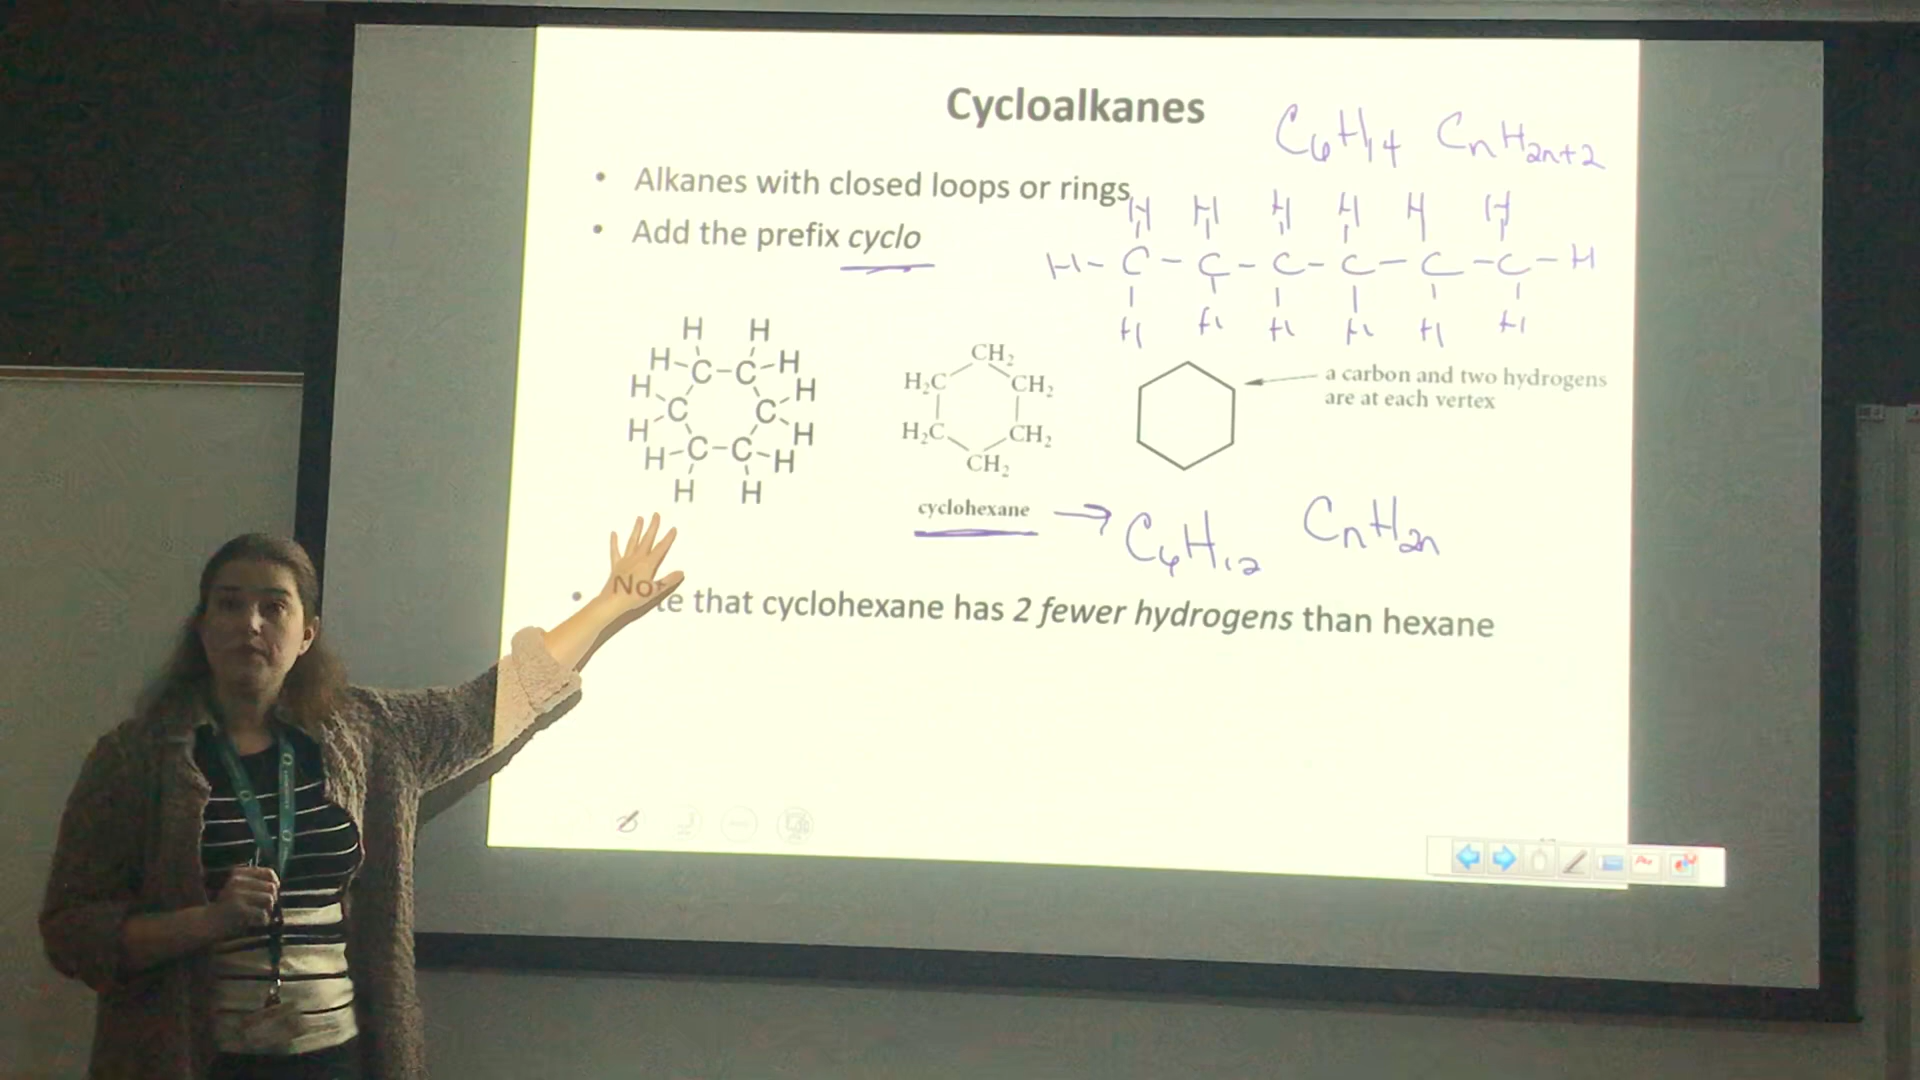 Cycloalkanes
C₆H₁₄ CₙH₂ₙ₊₂
• Alkanes with closed loops or rings
• Add the prefix cyclo
H H H H H H
H-C-C-C-C-C-C-H
H H H H H H
H H
H-C-C-H
H H
C C
H H
H-C-C-H
H H
CH₂
H₂C CH₂
H₂C CH₂
CH₂
cyclohexane → C₆H₁₂ CₙH₂ₙ
a carbon and two hydrogens
are at each vertex
• Note that cyclohexane has 2 fewer hydrogens than hexane